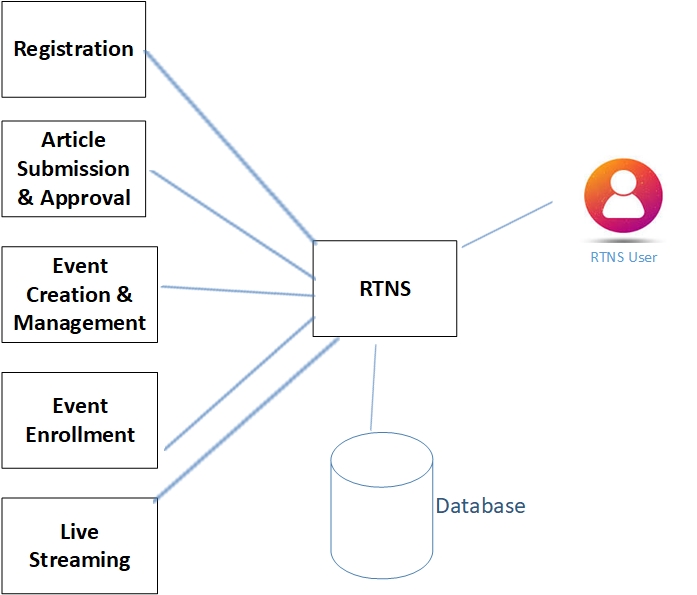 Registration
Article
Submission
& Approval
Event
Creation &
Management
Event
Enrollment
Live
Streaming
RTNS
RTNS User
Database